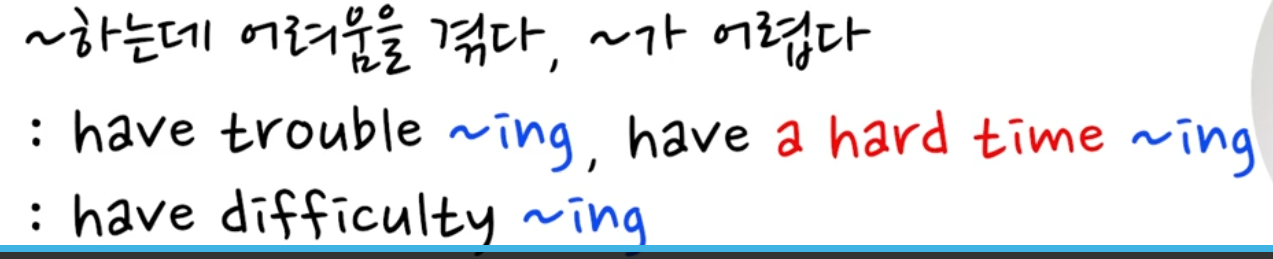 ~하는데 어려움을 겪다, ~가 어렵다
: have trouble ~ing, have a hard time ~ing
: have difficulty ~ing